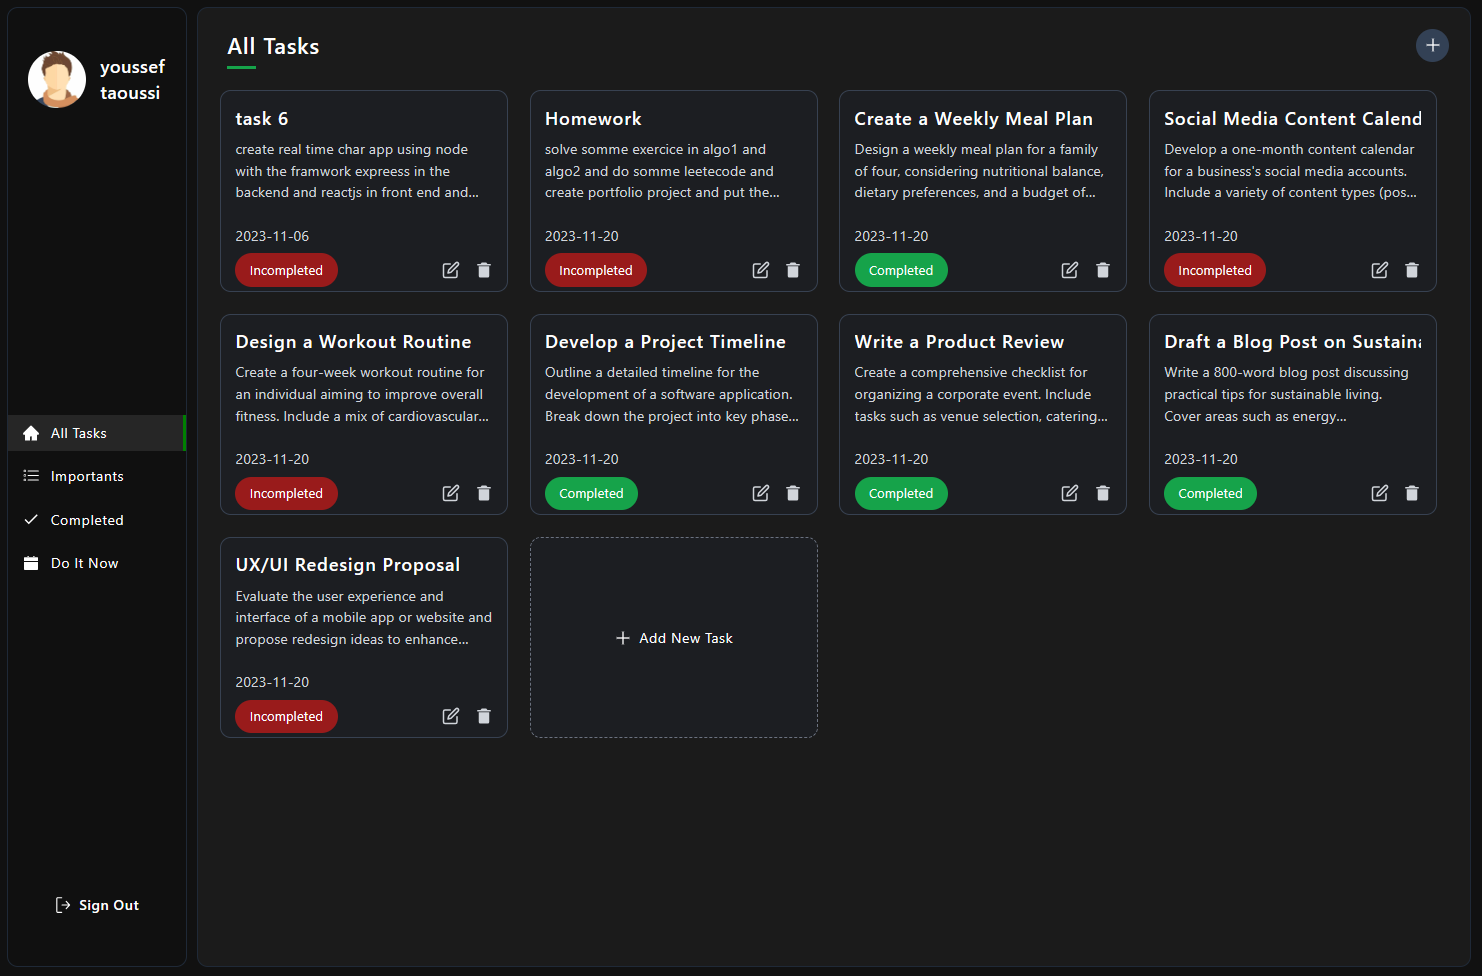 youssef
taoussi
All Tasks
Importants
Completed
Do It Now
Sign Out
All Tasks
task 6
create real time char app using node
with the framwork expreess in the
backend and reactjs in front end and...
2023-11-06
Incompleted
Homework
solve somme exercice in algo1 and
algo2 and do somme leetecode and
create portfolio project and put the...
2023-11-20
Incompleted
Create a Weekly Meal Plan
Design a weekly meal plan for a family
of four, considering nutritional balance,
dietary preferences, and a budget of...
2023-11-20
Completed
Social Media Content Calend
Develop a one-month content calendar
for a business's social media accounts.
Include a variety of content types (pos...
2023-11-20
Incompleted
Design a Workout Routine
Create a four-week workout routine for
an individual aiming to improve overall
fitness. Include a mix of cardiovascular...
2023-11-20
Incompleted
Develop a Project Timeline
Outline a detailed timeline for the
development of a software application.
Break down the project into key phase...
2023-11-20
Completed
Write a Product Review
Create a comprehensive checklist for
organizing a corporate event. Include
tasks such as venue selection, catering...
2023-11-20
Completed
Draft a Blog Post on Sustaina
Write a 800-word blog post discussing
practical tips for sustainable living.
Cover areas such as energy...
2023-11-20
Completed
UX/UI Redesign Proposal
Evaluate the user experience and
interface of a mobile app or website and
propose redesign ideas to enhance...
2023-11-20
Incompleted
Add New Task